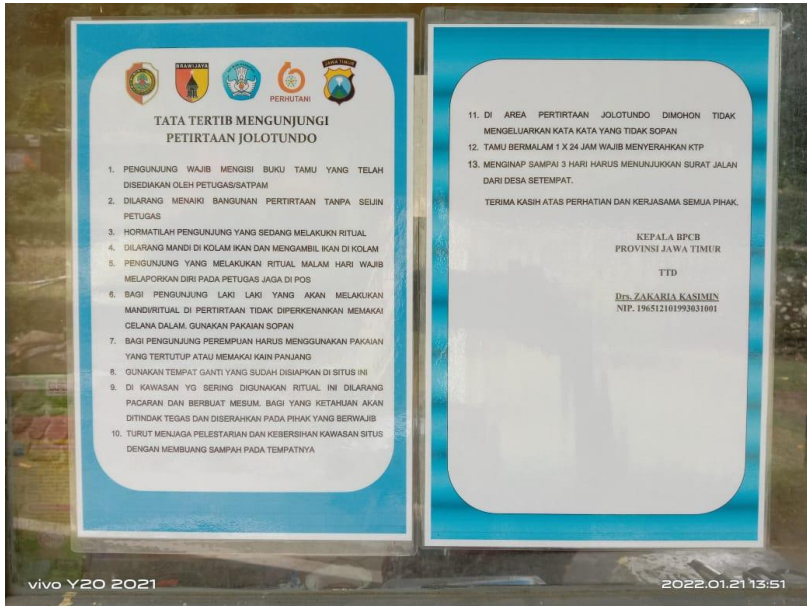 BRAWIJAYA
PERHUTANI
JAWA TIMUR
TATA TERTIB MENGUNJUNGI
PETIRTAAN JOLOTUNDO
1. PENGUNJUNG WAJIB MENGISI BUKU TAMU YANG TELAH
DISEDIAKAN OLEH PETUGAS/SATPAM
2. DILARANG MENAIKI BANGUNAN PERTIRTAAN TANPA SEIJIN
PETUGAS
3. HORMATILAH PENGUNJUNG YANG SEDANG MELAKUKN RITUAL
4. DILARANG MANDI DI KOLAM IKAN DAN MENGAMBIL IKAN DI KOLAM
5. PENGUNJUNG YANG MELAKUKAN RITUAL MALAM HARI WAJIB
MELAPORKAN DIRI PADA PETUGAS JAGA DI POS
6. BAGI PENGUNJUNG LAKI LAKI YANG AKAN MELAKUKAN
MANDI/RITUAL DI PERTIRTAAN TIDAK DIPERKENANKAN MEMAKAI
CELANA DALAM. GUNAKAN PAKAIAN SOPAN
7. BAGI PENGUNJUNG PEREMPUAN HARUS MENGGUNAKAN PAKAIAN
YANG TERTUTUP ATAU MEMAKAI KAIN PANJANG
8. GUNAKAN TEMPAT GANTI YANG SUDAH DISIAPKAN DI SITUS INI
9. DI KAWASAN YG SERING DIGUNAKAN RITUAL INI DILARANG
PACARAN DAN BERBUAT MESUM. BAGI YANG KETAHUAN AKAN
DITINDAK TEGAS DAN DISERAHKAN PADA PIHAK YANG BERWAJIB
10. TURUT MENJAGA PELESTARIAN DAN KEBERSIHAN KAWASAN SITUS
DENGAN MEMBUANG SAMPAH PADA TEMPATNYA
11. DI AREA PERTIRTAAN JOLOTUNDO DIMOHON TIDAK
MENGELUARKAN KATA KATA YANG TIDAK SOPAN
12. TAMU BERMALAM 1 X 24 JAM WAJIB MENYERAHKAN KTP
13. MENGINAP SAMPAI 3 HARI HARUS MENUNJUKKAN SURAT JALAN
DARI DESA SETEMPAT.
TERIMA KASIH ATAS PERHATIAN DAN KERJASAMA SEMUA PIHAK.
KEPALA BPCB
PROVINSI JAWA TIMUR
TTD
Drs. ZAKARIA KASIMIN
NIP. 196512101993031001
vivo Y20 2021
2022.01.21 13:51